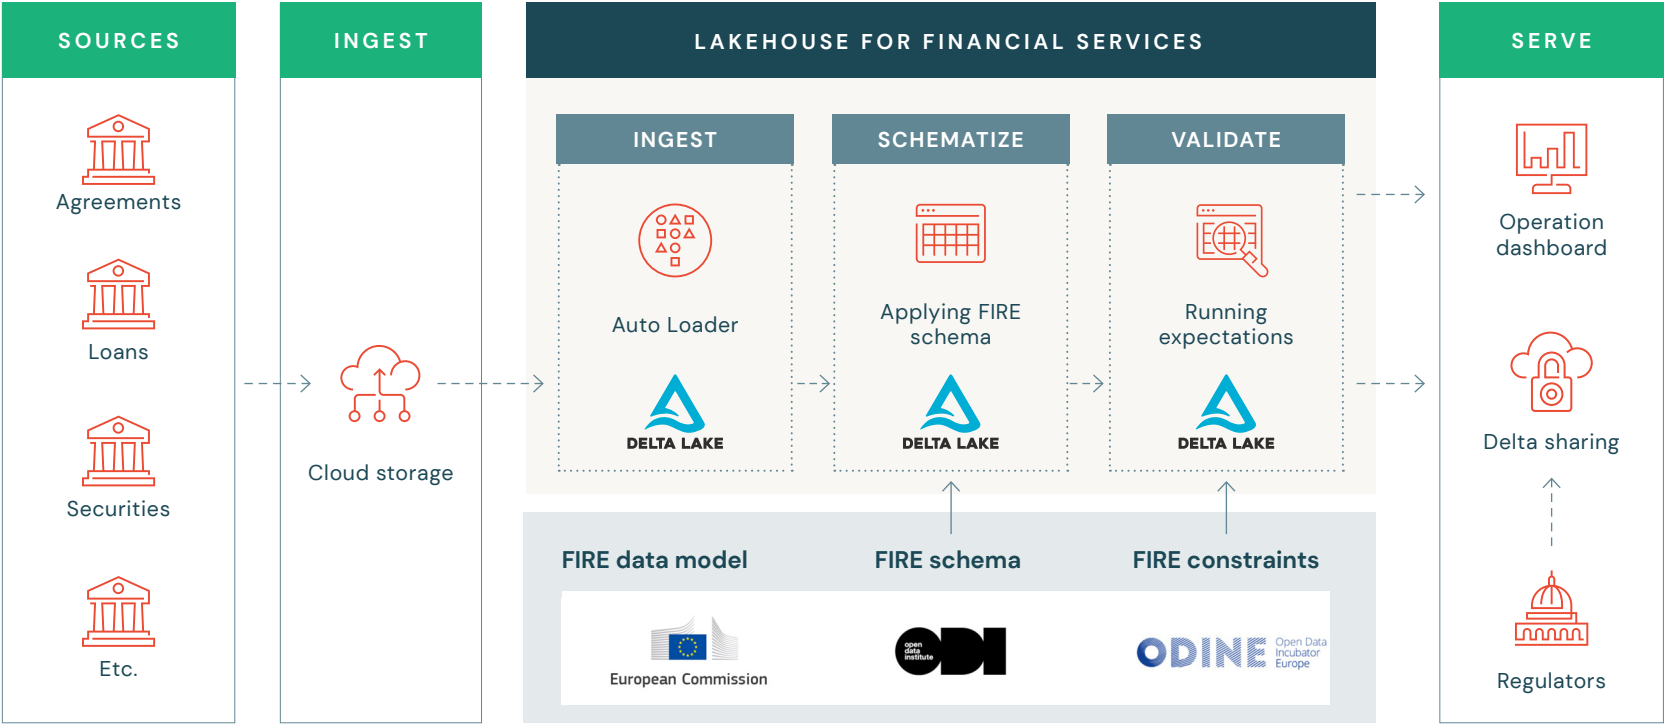 SOURCES
Agreements
Loans
Securities
Etc.
INGEST
Cloud storage
LAKEHOUSE FOR FINANCIAL SERVICES
INGEST
Auto Loader
DELTA LAKE
SCHEMATIZE
Applying FIRE
schema
DELTA LAKE
VALIDATE
Running
expectations
DELTA LAKE
FIRE data model
FIRE schema
FIRE constraints
European Commission
open
data
institute
ODI
ODINE
Open Data
Incubator
Europe
SERVE
Operation
dashboard
Delta sharing
Regulators